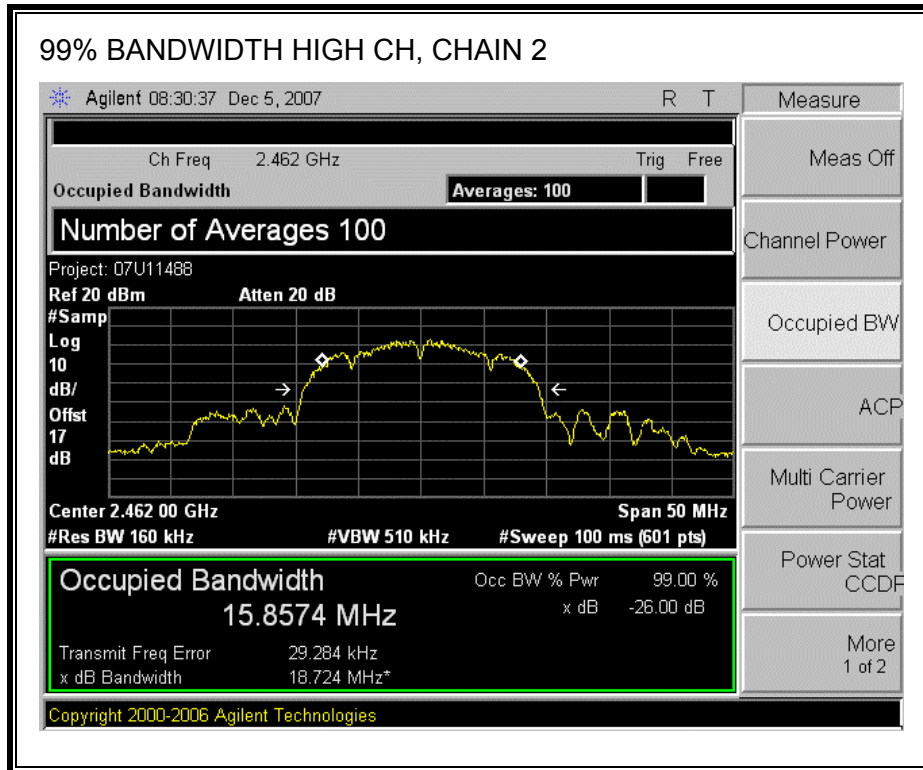 99% BANDWIDTH HIGH CH, CHAIN 2
Agilent 08:30:37 Dec 5, 2007 R T
Measure
Ch Freq 2.462 GHz Trig Free
Occupied Bandwidth Averages: 100
Number of Averages 100
Project: 07U11488
Ref 20 dBm Atten 20 dB
#Samp
Log
10
dB/
Offst
17
dB
Center 2.462 00 GHz Span 50 MHz
#Res BW 160 kHz #VBW 510 kHz #Sweep 100 ms (601 pts)
Occupied Bandwidth
15.8574 MHz
Occ BW % Pwr 99.00 %
x dB -26.00 dB
Transmit Freq Error 29.284 kHz
x dB Bandwidth 18.724 MHz*
Copyright 2000-2006 Agilent Technologies
Meas Off
Channel Power
Occupied BW
ACP
Multi Carrier
Power
Power Stat
CCDF
More
1 of 2